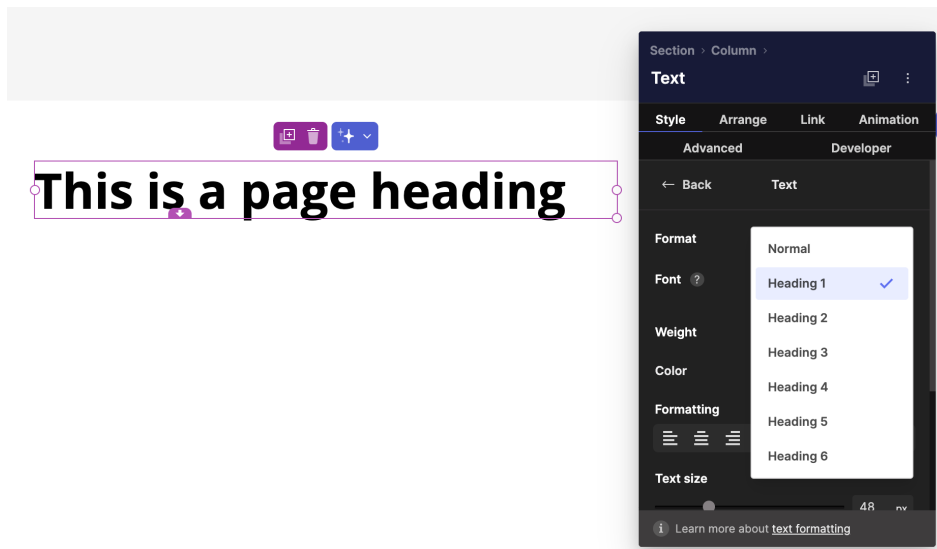 Section › Column ›
Text
Style Arrange Link Animation
Advanced Developer
← Back Text
This is a page heading
Format
Normal
Font ?
Heading 1
Heading 2
Weight
Heading 3
Color
Heading 4
Formatting
Heading 5
Heading 6
Text size
48 px
Learn more about text formatting